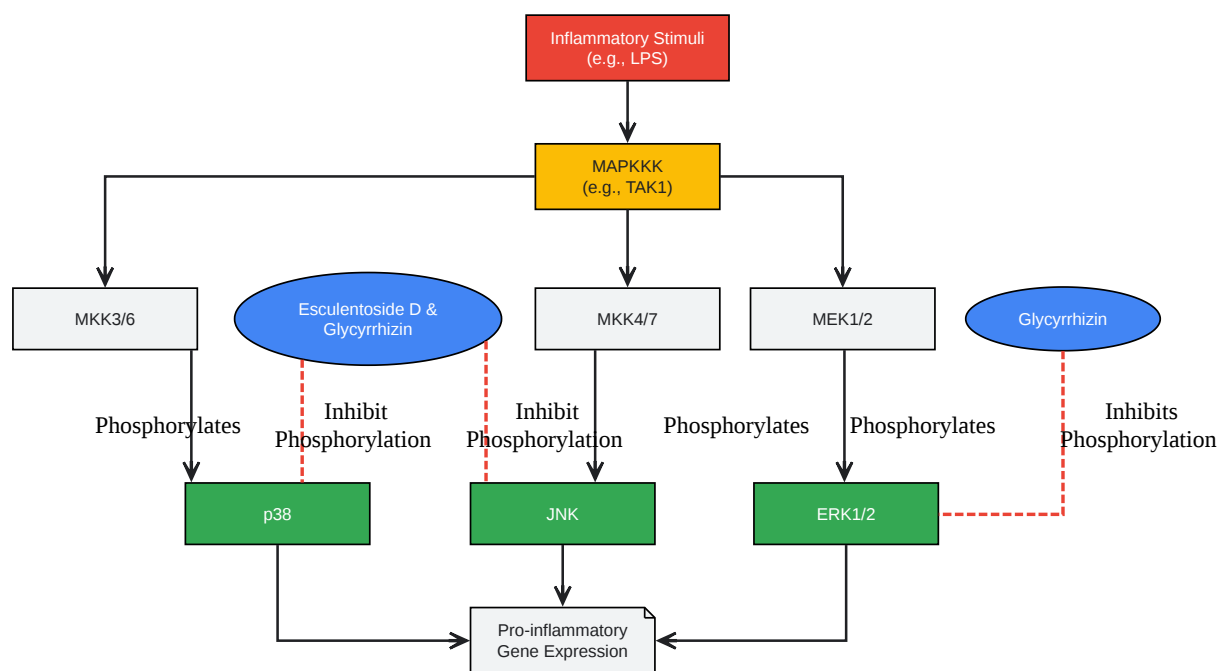 Inflammatory Stimuli
(e.g., LPS)
MAPKKK
(e.g., TAK1)
MKK3/6
Esculentoside D &
Glycyrrhizin
MKK4/7
MEK1/2
Glycyrrhizin
Phosphorylates
Inhibit
Phosphorylation
Inhibit
Phosphorylation
Phosphorylates
Phosphorylates
Inhibits
Phosphorylation
p38
JNK
ERK1/2
Pro-inflammatory
Gene Expression